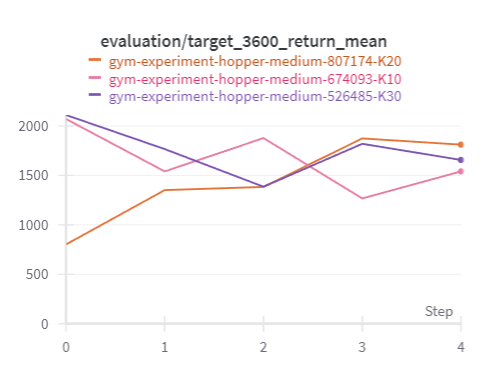 evaluation/target_3600_return_mean
gym-experiment-hopper-medium-807174-K20
gym-experiment-hopper-medium-674093-K10
gym-experiment-hopper-medium-526485-K30
2000
1500
1000
500
0
Step
0 1 2 3 4